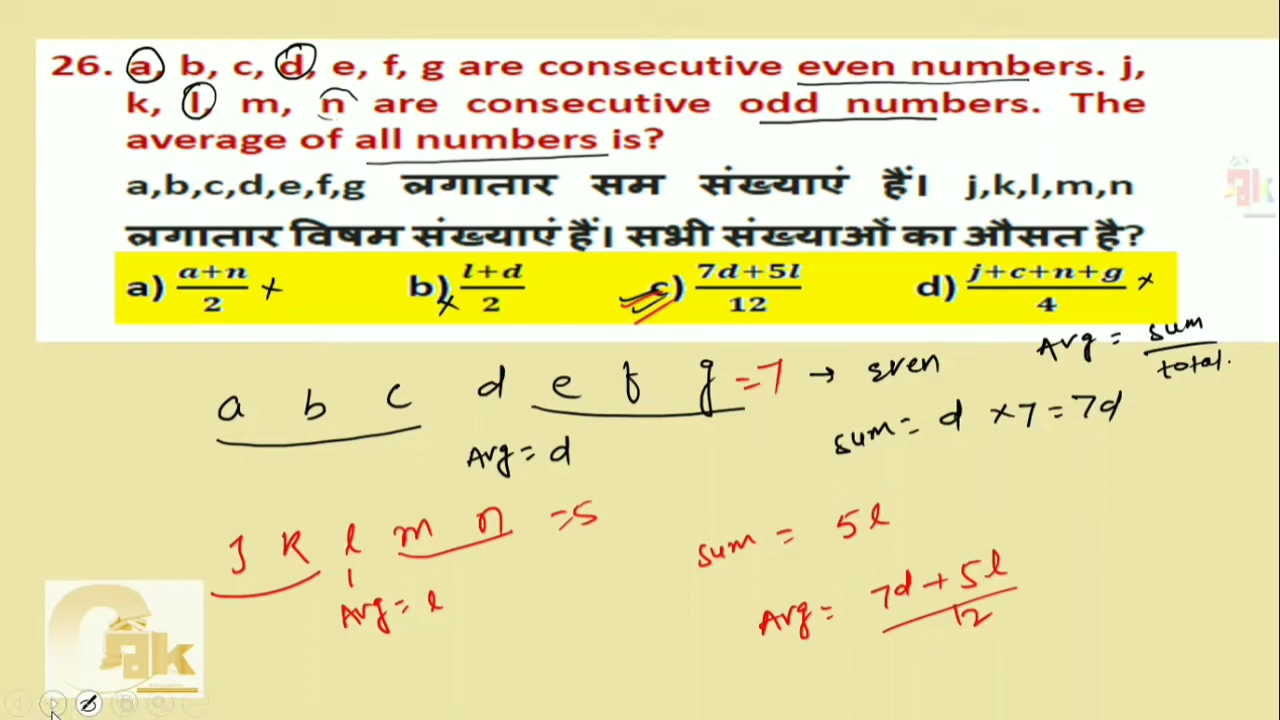 26. a, b, c, d, e, f, g are consecutive even numbers. j,
k, l, m, n are consecutive odd numbers. The
average of all numbers is?
a,b,c,d,e,f,g लगातार सम संख्याएं हैं। j,k,l,m,n
लगातार विषम संख्याएं हैं। सभी संख्याओं का औसत है?
a) a+n/2 × b) l+d/2 × c) 7d+5l/12 d) j+c+n+g/4 ×
Avg = sum/total.
a b c d e f g = 7 → even
sum = d × 7 = 7d
Avg = d
J K l m n = 5
sum = 5l
Avg = l
Avg = 7d + 5l/12